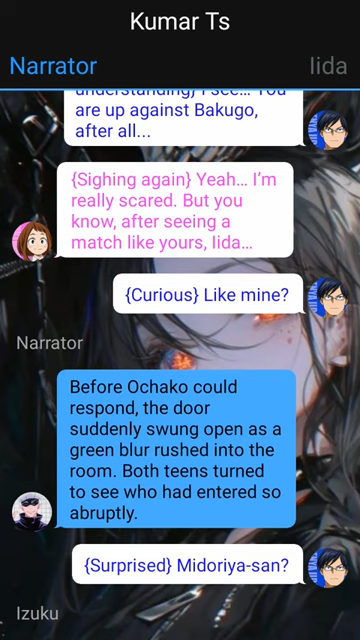 Kumar Ts
Narrator
Iida
understanding} I see... You
are up against Bakugo,
after all...
{Sighing again} Yeah... I'm
really scared. But you
know, after seeing a
match like yours, Iida...
{Curious} Like mine?
Narrator
Before Ochako could
respond, the door
suddenly swung open as a
green blur rushed into the
room. Both teens turned
to see who had entered so
abruptly.
{Surprised} Midoriya-san?
Izuku